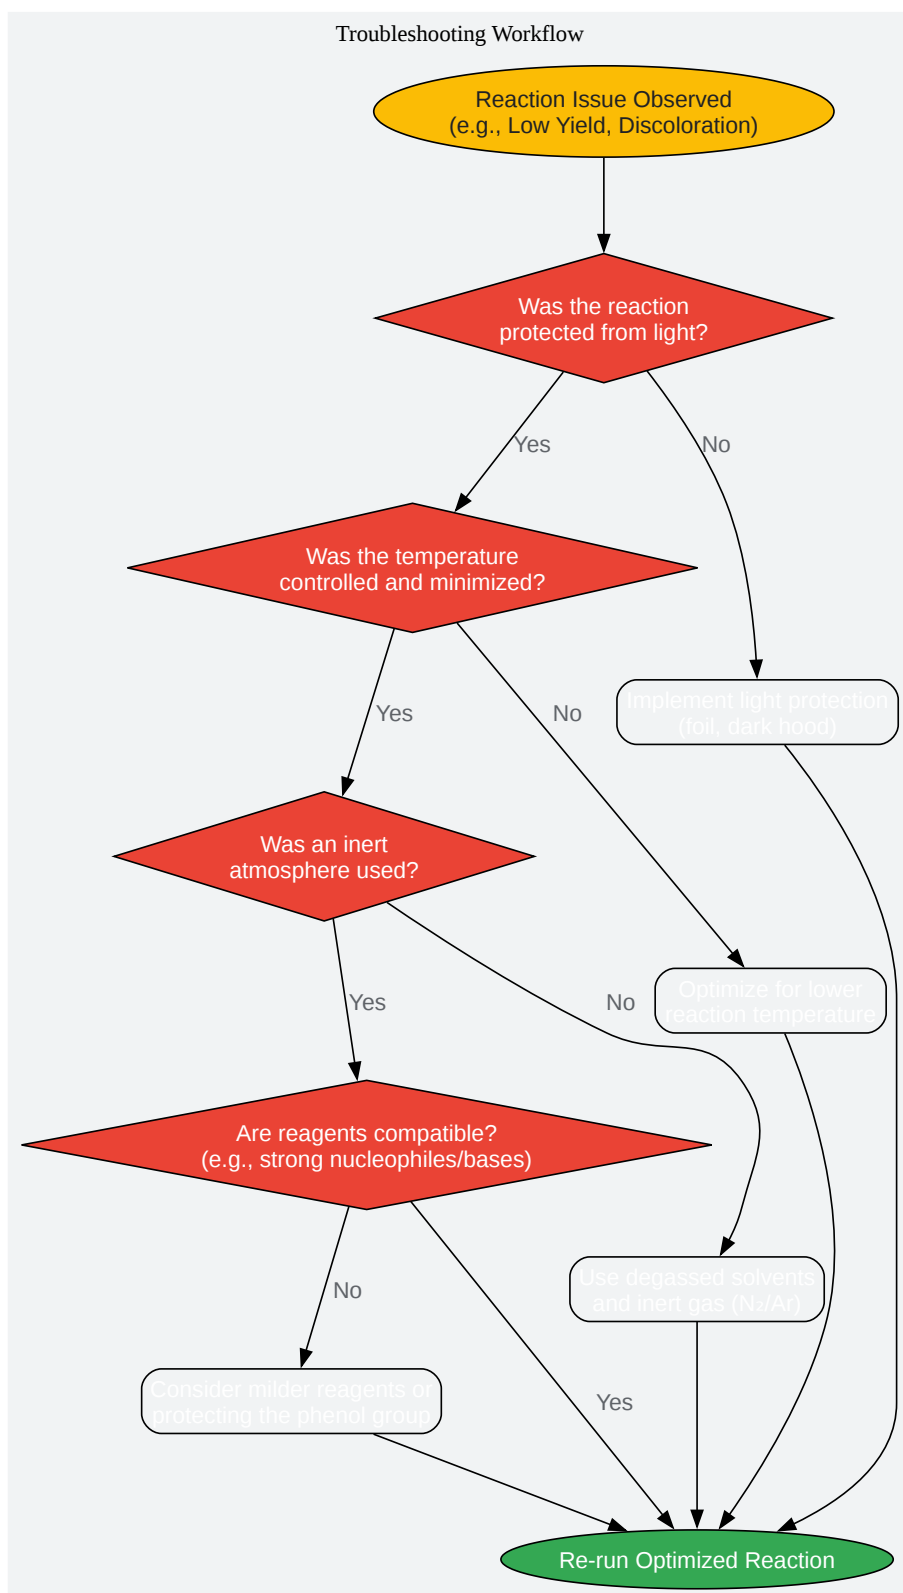 Troubleshooting Workflow
Reaction Issue Observed
(e.g., Low Yield, Discoloration)
Was the reaction
protected from light?
Yes
No
Was the temperature
controlled and minimized?
Yes
No
Implement light protection
(foil, dark hood)
Was an inert
atmosphere used?
Yes
No
Optimize for lower
reaction temperature
Are reagents compatible?
(e.g., strong nucleophiles/bases)
No
Yes
Use degassed solvents
and inert gas (N₂/Ar)
Consider milder reagents or
protecting the phenol group
Re-run Optimized Reaction